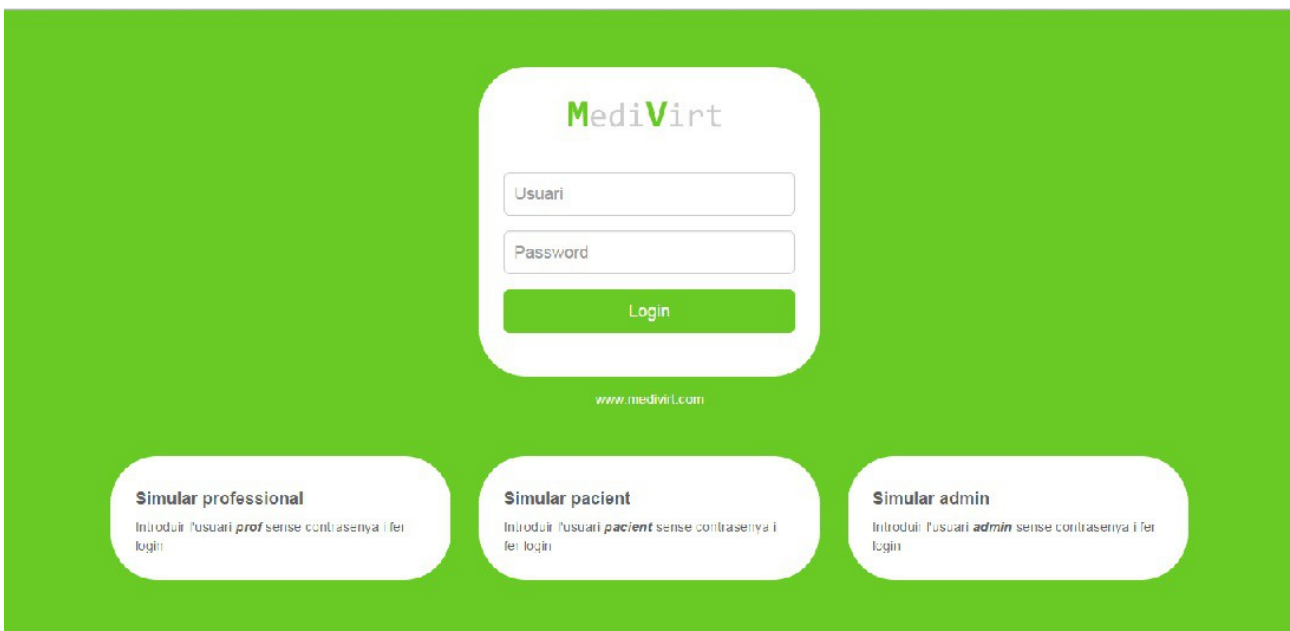 MediVirt
Usuari
Password
Login
www.medivirt.com
Simular professional
Introduir l'usuari prof sense contrasenya i fer
login
Simular pacient
Introduir l'usuari pacient sense contrasenya i
fer login
Simular admin
Introduir l'usuari admin sense contrasenya i fer
login